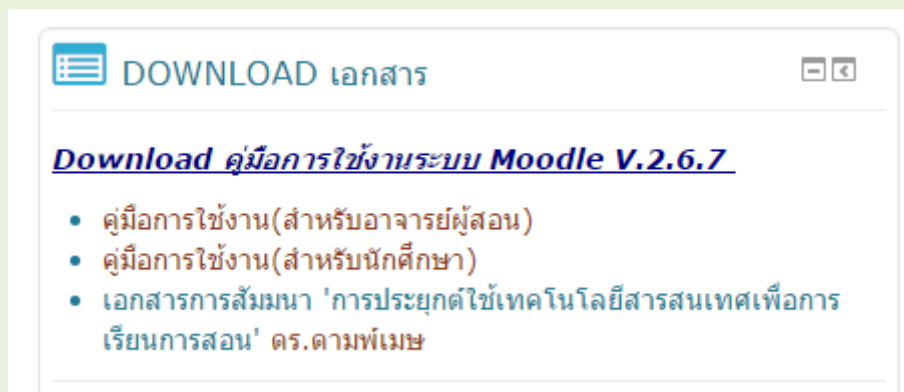 DOWNLOAD เอกสาร
Download คู่มือการใช้งานระบบ Moodle V.2.6.7
คู่มือการใช้งาน(สำหรับอาจารย์ผู้สอน)
คู่มือการใช้งาน(สำหรับนักศึกษา)
เอกสารการสัมมนา 'การประยุกต์ใช้เทคโนโลยีสารสนเทศเพื่อการ
เรียนการสอน' ดร.ดามพ์เมษ